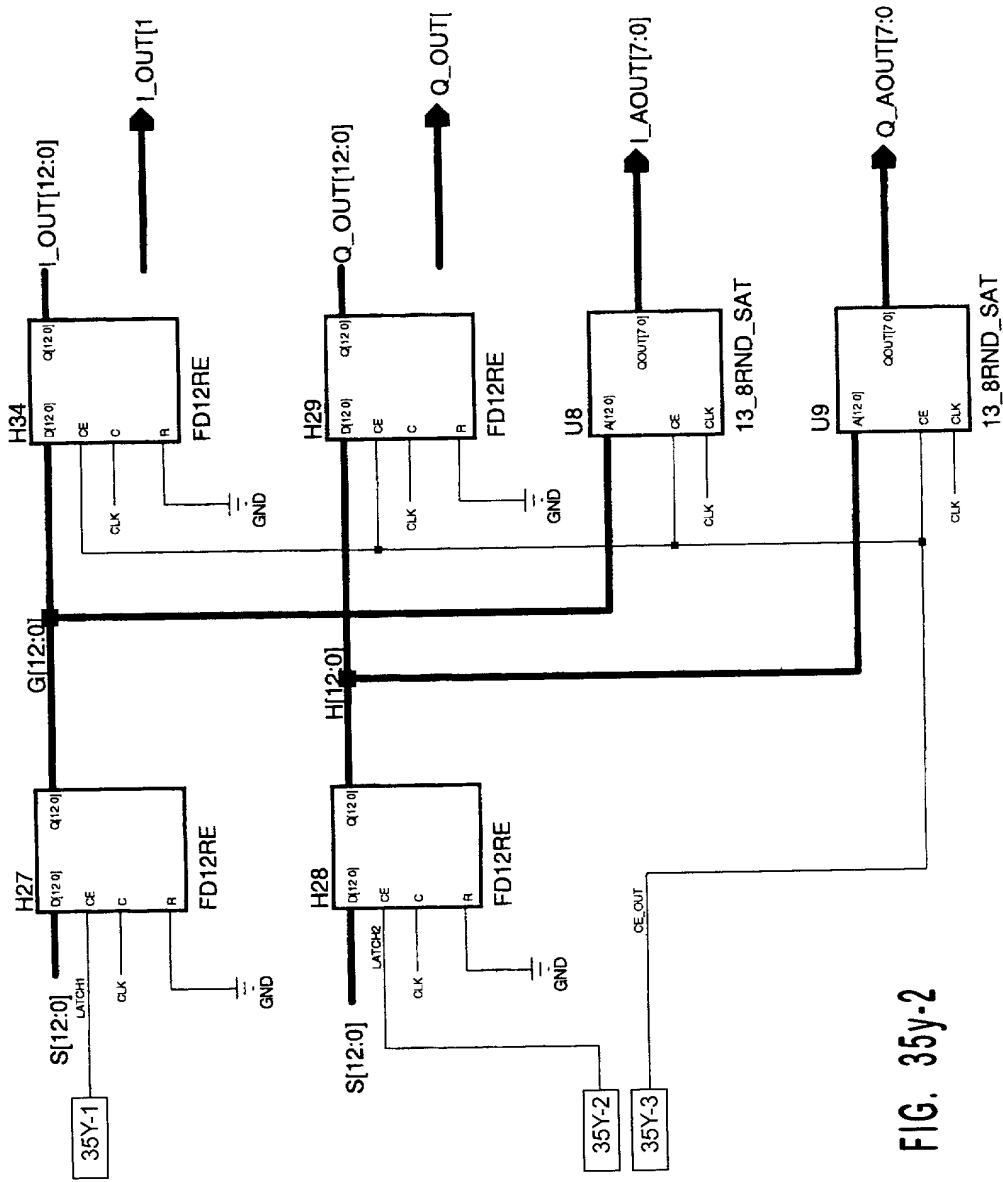 H27
S[12:0]
D[12:0]
Q[12:0]
LATCH1
CE
C
CLK
R
GND
FD12RE
35Y-1
G[12:0]
H34
D[12:0]
Q[12:0]
CE
C
CLK
R
GND
FD12RE
I_OUT[12:0]
I_OUT[1
H28
S[12:0]
D[12:0]
Q[12:0]
LATCH2
CE
C
CLK
R
GND
FD12RE
35Y-2
H[12:0]
H29
D[12:0]
Q[12:0]
CE
C
CLK
R
GND
FD12RE
Q_OUT[12:0]
Q_OUT[
U8
A[12:0]
QOUT[7:0]
CE
CLK
CLK
13_8RND_SAT
I_AOUT[7:0]
35Y-3
CE_OUT
U9
A[12:0]
QOUT[7:0]
CE
CLK
CLK
13_8RND_SAT
Q_AOUT[7:0
FIG. 35y-2